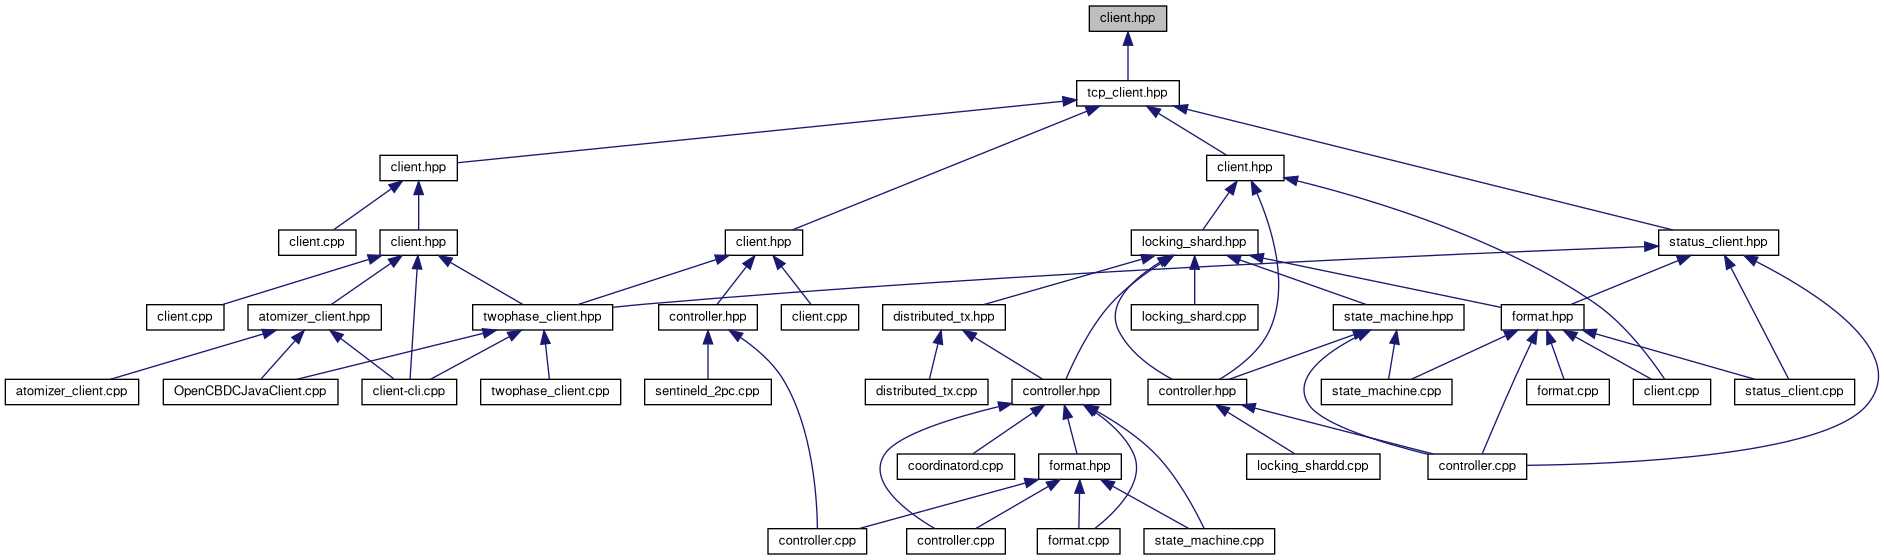 client.hpp
tcp_client.hpp
client.hpp
client.hpp
client.cpp
client.hpp
client.hpp
locking_shard.hpp
status_client.hpp
client.cpp
atomizer_client.hpp
twophase_client.hpp
controller.hpp
client.cpp
distributed_tx.hpp
locking_shard.cpp
state_machine.hpp
format.hpp
atomizer_client.cpp
OpenCBDCJavaClient.cpp
client-cli.cpp
twophase_client.cpp
sentineld_2pc.cpp
distributed_tx.cpp
controller.hpp
controller.hpp
state_machine.cpp
format.cpp
client.cpp
status_client.cpp
coordinatord.cpp
format.hpp
locking_shardd.cpp
controller.cpp
controller.cpp
controller.cpp
format.cpp
state_machine.cpp